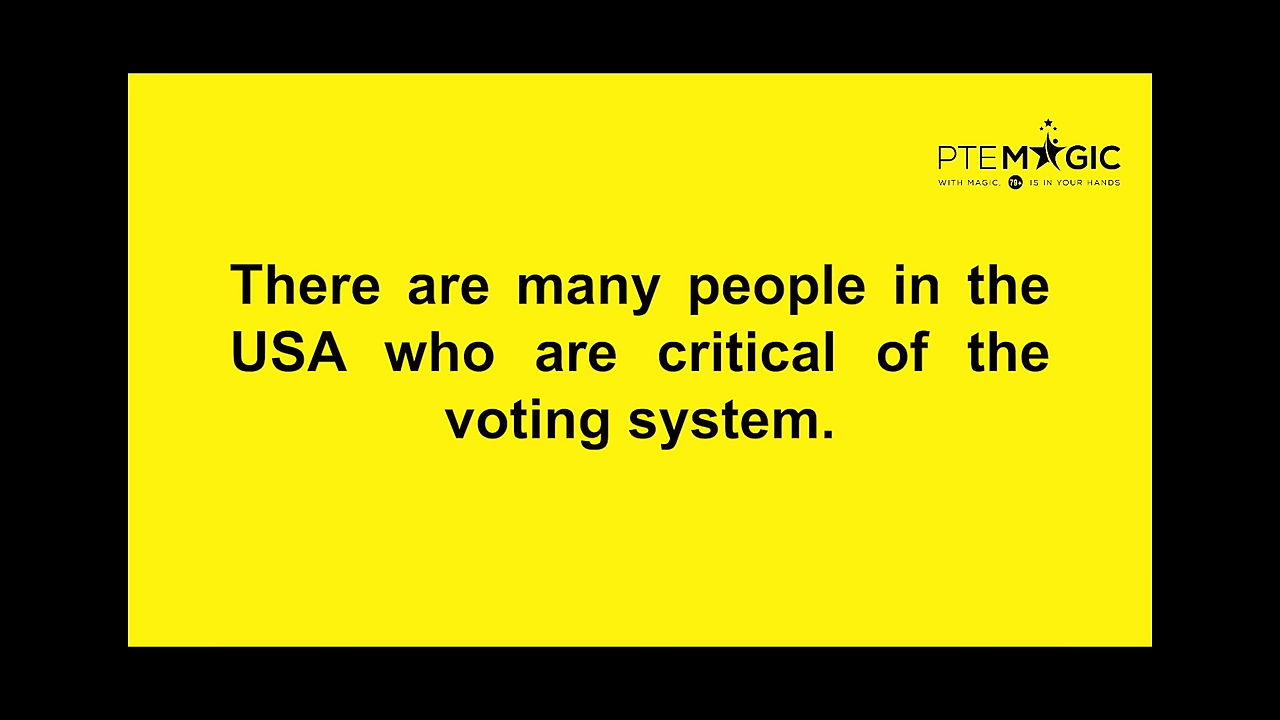 PTEMAGIC
WITH MAGIC, 79+ IS IN YOUR HANDS
There are many people in the
USA who are critical of the
voting system.